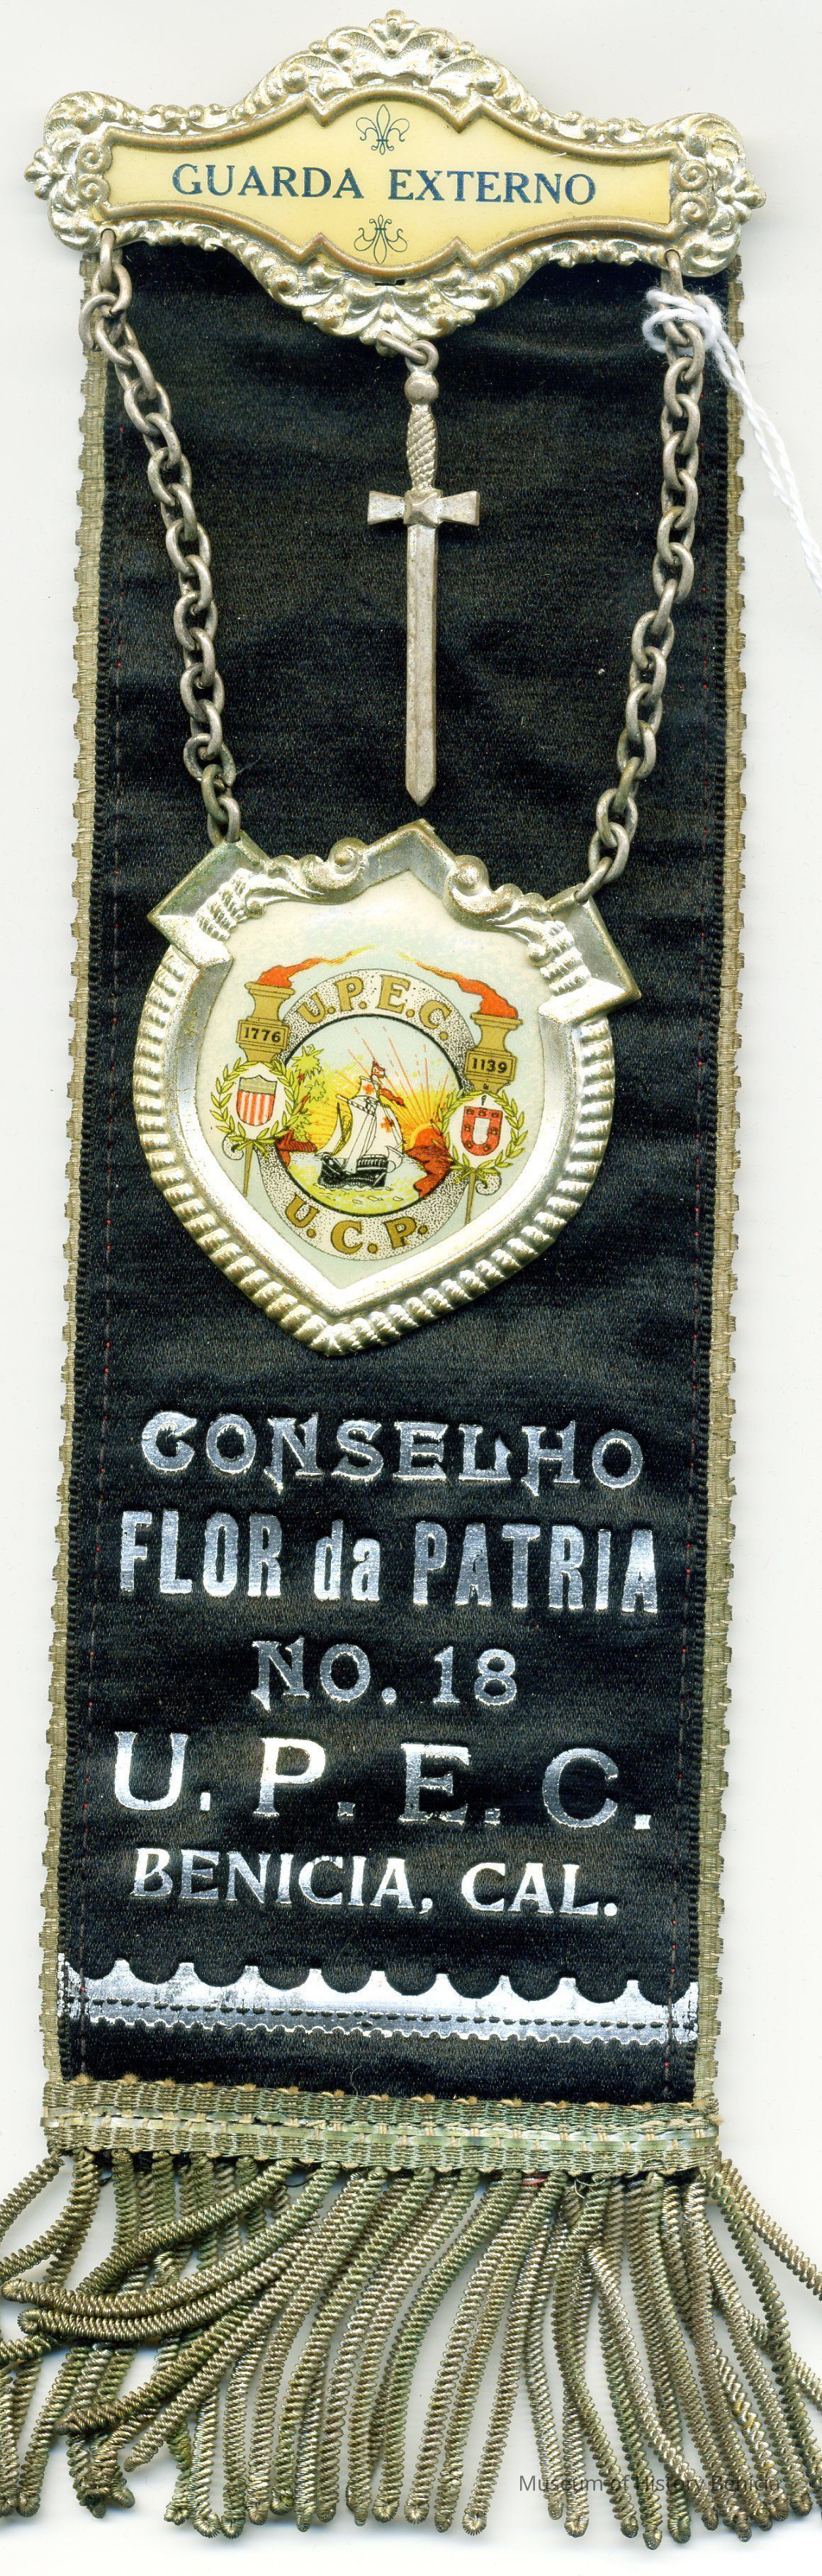 GUARDA EXTERNO
U.P.E.C.
1776
1139
U.C.P.
CONSELHO
FLOR da PATRIA
NO. 18
U. P. E. C.
BENICIA, CAL.
Museum of History Benicia